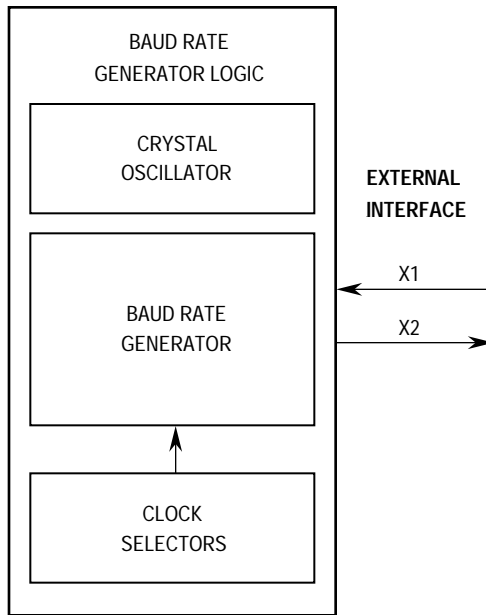 BAUD RATE
GENERATOR LOGIC
CRYSTAL
OSCILLATOR
EXTERNAL
INTERFACE
X1
BAUD RATE
GENERATOR
X2
CLOCK
SELECTORS